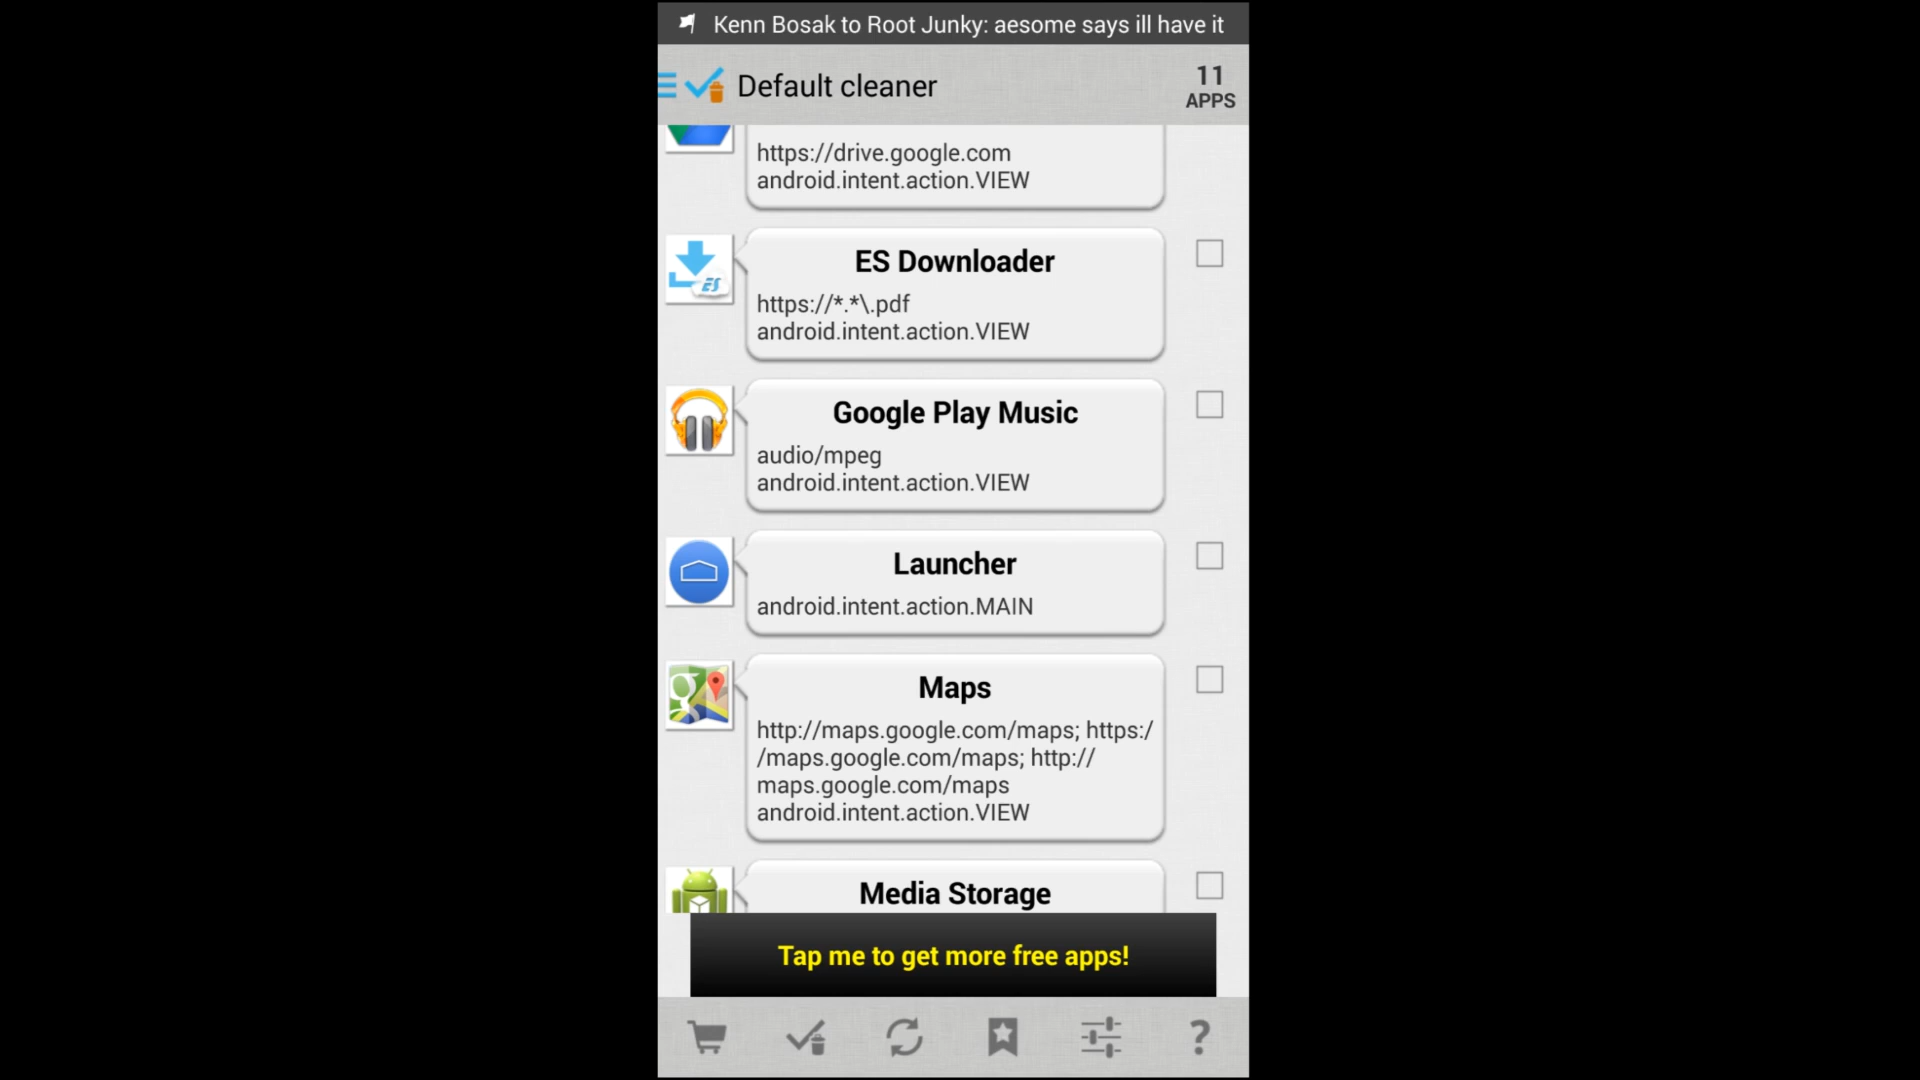 Kenn Bosak to Root Junky: aesome says ill have it
Default cleaner
11
APPS
https://drive.google.com
android.intent.action.VIEW
ES Downloader
https://*.*\.pdf
android.intent.action.VIEW
ES
Google Play Music
audio/mpeg
android.intent.action.VIEW
Launcher
android.intent.action.MAIN
Maps
http://maps.google.com/maps; https:/
/maps.google.com/maps; http://
maps.google.com/maps
android.intent.action.VIEW
g
Media Storage
Tap me to get more free apps!
?